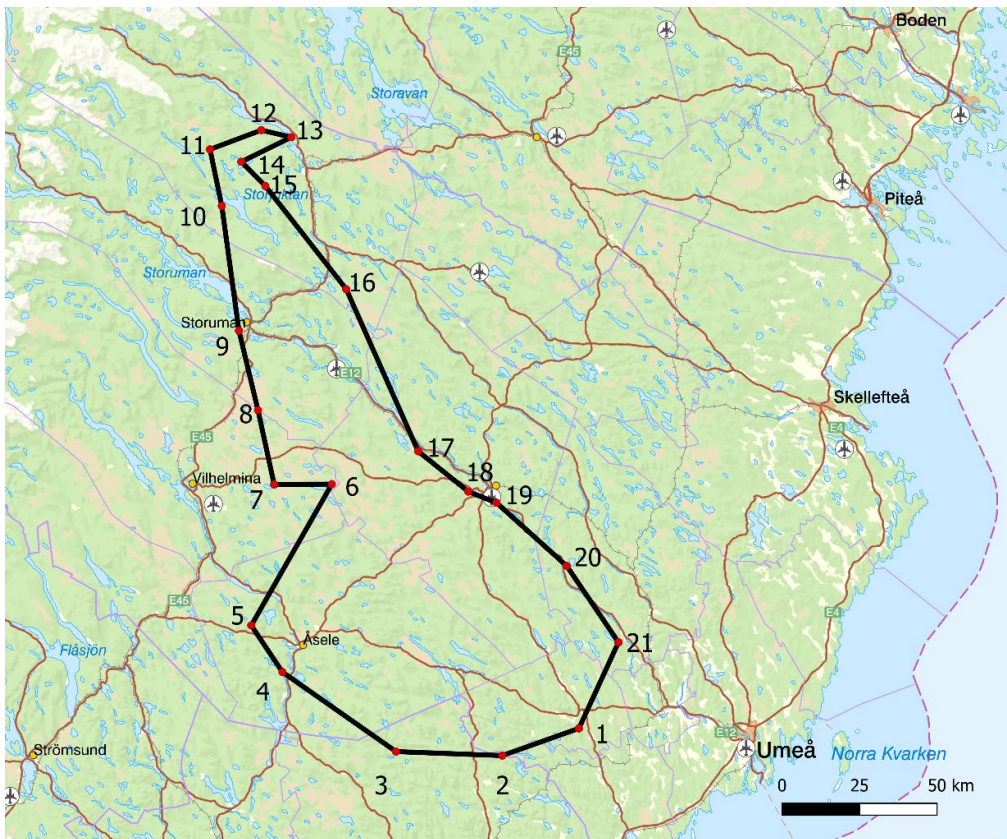 Boden
E45
Storavan
12
13
11
14
15
Storjuktan
Piteå
10
Storuman
16
Storuman
9
E12
Skellefteå
8
E4
E45
17
18
Vilhelmina
7
6
19
20
E45
5
Åsele
E4
21
Flåsjön
4
1
E12
Strömsund
3
2
Umeå
Norra Kvarken
0
25
50 km